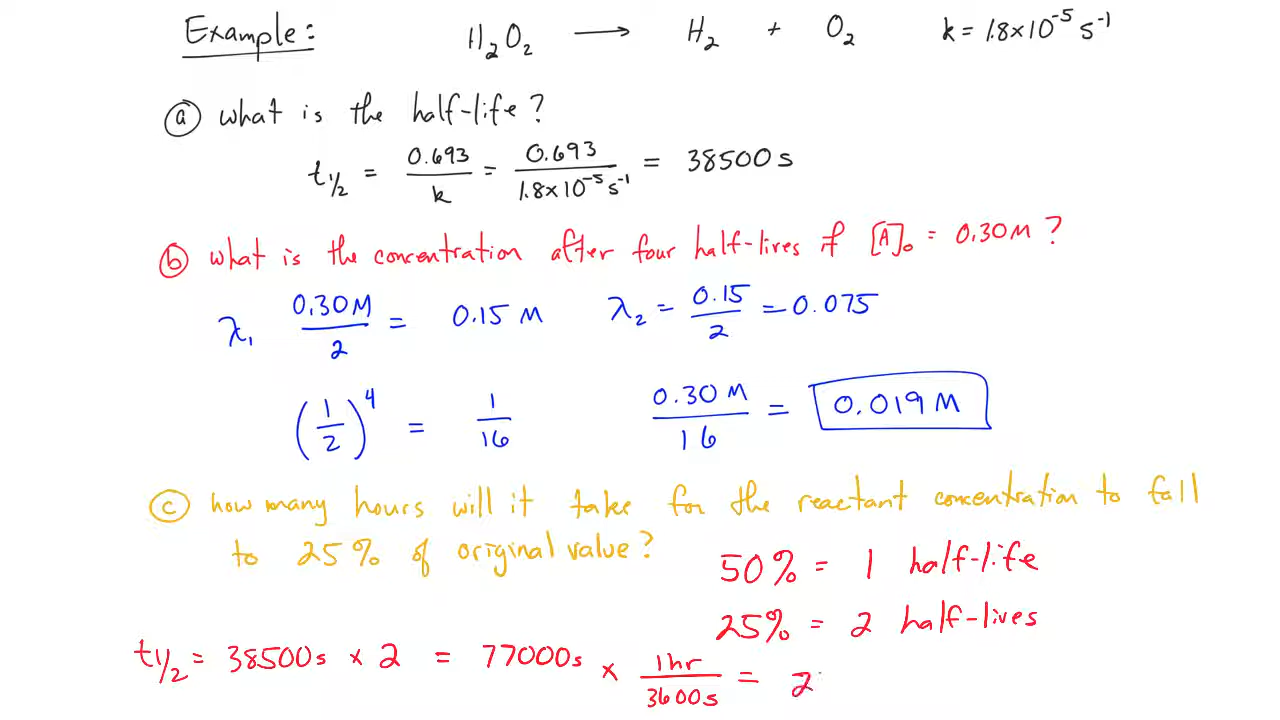 Example: H₂O₂ → H₂ + O₂ k = 1.8×10⁻⁵ s⁻¹
ⓐ what is the half-life?
t½ = 0.693/k = 0.693/1.8×10⁻⁵ s⁻¹ = 38500 s
ⓑ what is the concentration after four half-lives if [A]₀ = 0.30M?
λ₁ 0.30M/2 = 0.15 M λ₂ = 0.15/2 = 0.075
(1/2)⁴ = 1/16 0.30 M/16 = 0.019 M
ⓒ how many hours will it take for the reactant concentration to fall
to 25% of original value?
50% = 1 half-life
25% = 2 half-lives
t½ = 38500s × 2 = 77000s × 1hr/3600s = 2